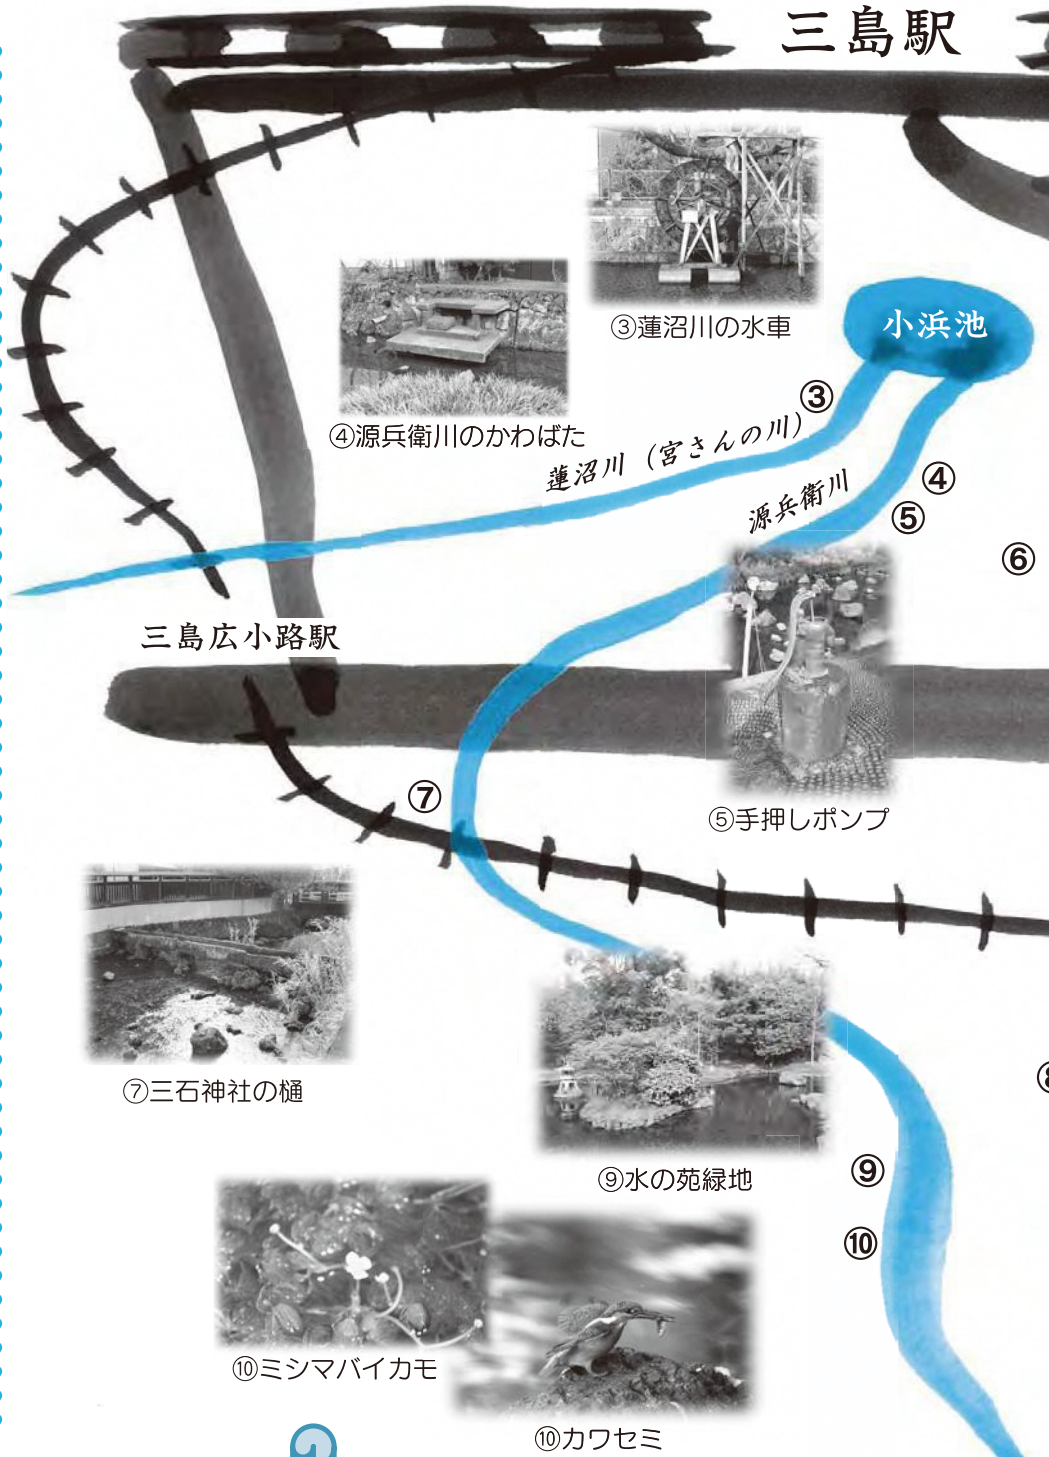 三島駅
③蓮沼川の水車
小浜池
③
④源兵衛川のかわばた
蓮沼川（宮さんの川）
源兵衛川
④
⑤
⑥
三島広小路駅
⑦
⑤手押しポンプ
⑦三石神社の樋
⑨水の苑緑地
⑨
⑩
⑩ミシマバイカモ
⑩カワセミ